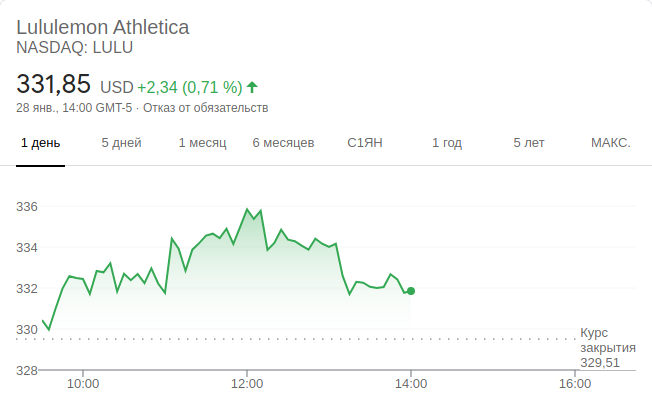 Lululemon Athletica
NASDAQ: LULU
331,85 USD +2,34 (0,71 %)
28 янв., 14:00 GMT-5 · Отказ от обязательств
1 день 5 дней 1 месяц 6 месяцев С1ЯН 1 год 5 лет МАКС.
336
334
332
330
Курс
закрытия
329,51
328
10:00 12:00 14:00 16:00